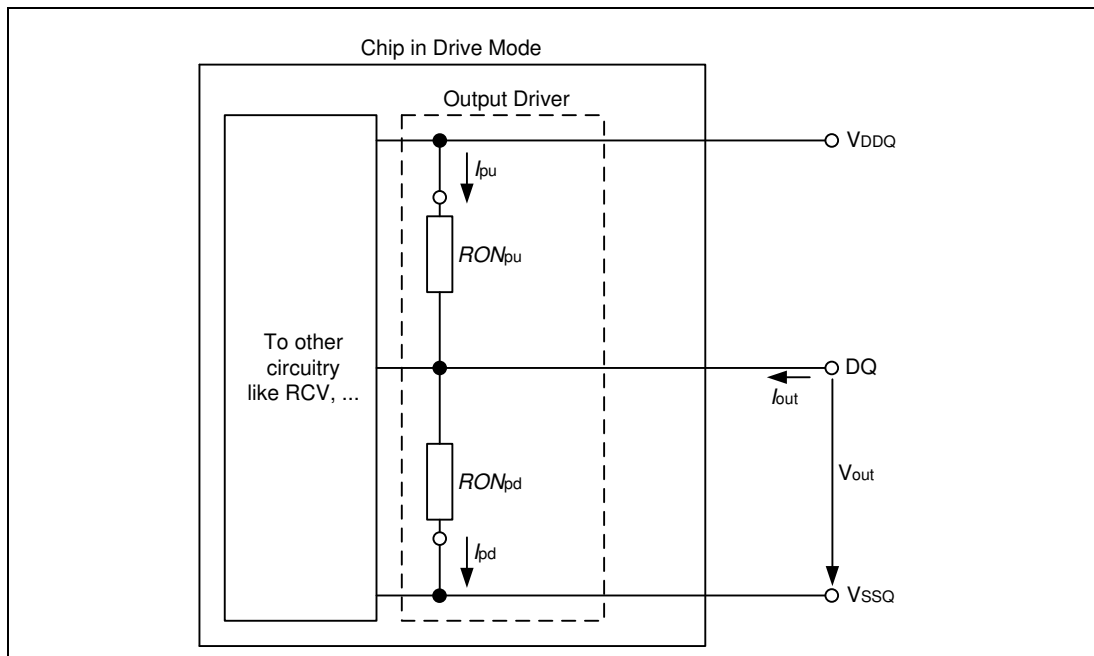 Chip in Drive Mode
Output Driver
VDDQ
Ipu
RONpu
To other
circuitry
like RCV, ...
DQ
Iout
RONpd
Vout
Ipd
VSSQ